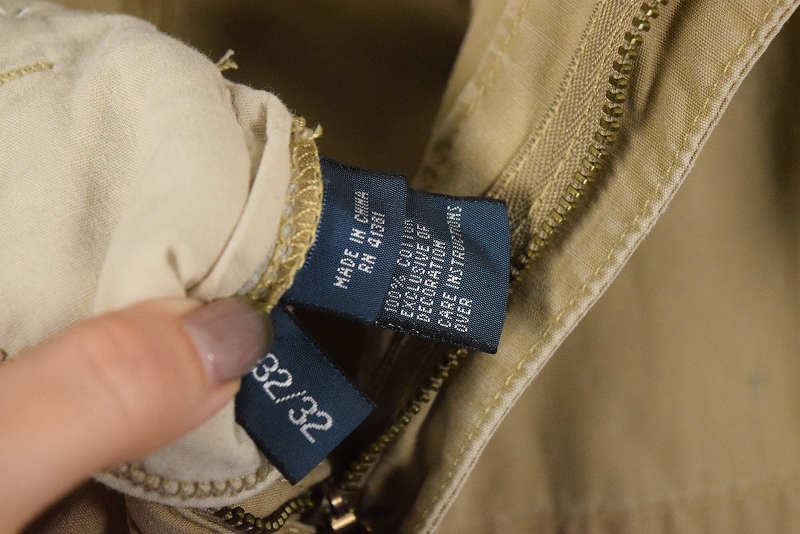 MADE IN CHINA
RN 41381
100% COTTON
EXCLUSIVE OF
DECORATION
CARE INSTRUCTIONS
OVER
32/32